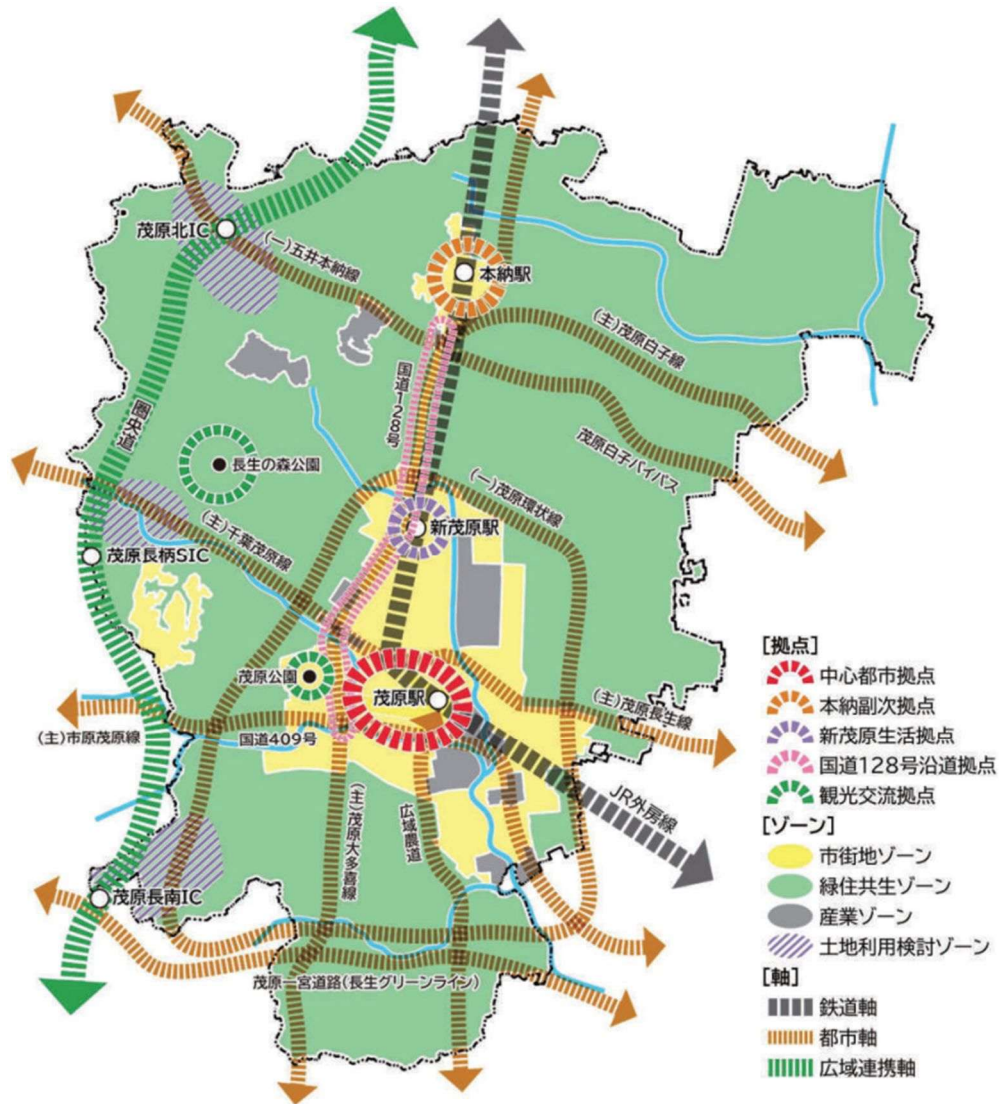 茂原北IC
(一)五井本納線
本納駅
(主)茂原白子線
国道128号
圏央道
長生の森公園
茂原白子バイパス
(一)茂原環状線
新茂原駅
(主)千葉茂原線
茂原長柄SIC
茂原公園
茂原駅
(主)茂原長生線
(主)市原茂原線
国道409号
JR外房線
(主)茂原大多喜線
広域農道
茂原長南IC
茂原一宮道路(長生グリーンライン)
[拠点]
中心都市拠点
本納副次拠点
新茂原生活拠点
国道128号沿道拠点
観光交流拠点
[ゾーン]
市街地ゾーン
緑住共生ゾーン
産業ゾーン
土地利用検討ゾーン
[軸]
鉄道軸
都市軸
広域連携軸